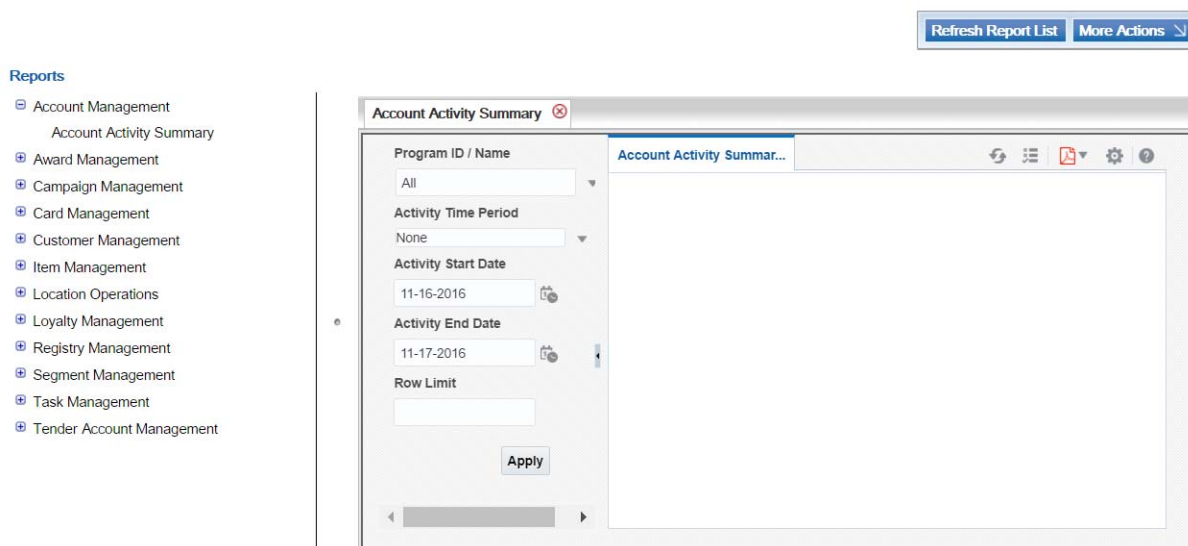 Refresh Report List More Actions
Reports
Account Management
Account Activity Summary
Award Management
Campaign Management
Card Management
Customer Management
Item Management
Location Operations
Loyalty Management
Registry Management
Segment Management
Task Management
Tender Account Management
Account Activity Summary
Program ID / Name
All
Activity Time Period
None
Activity Start Date
11-16-2016
Activity End Date
11-17-2016
Row Limit
Apply
Account Activity Summar...